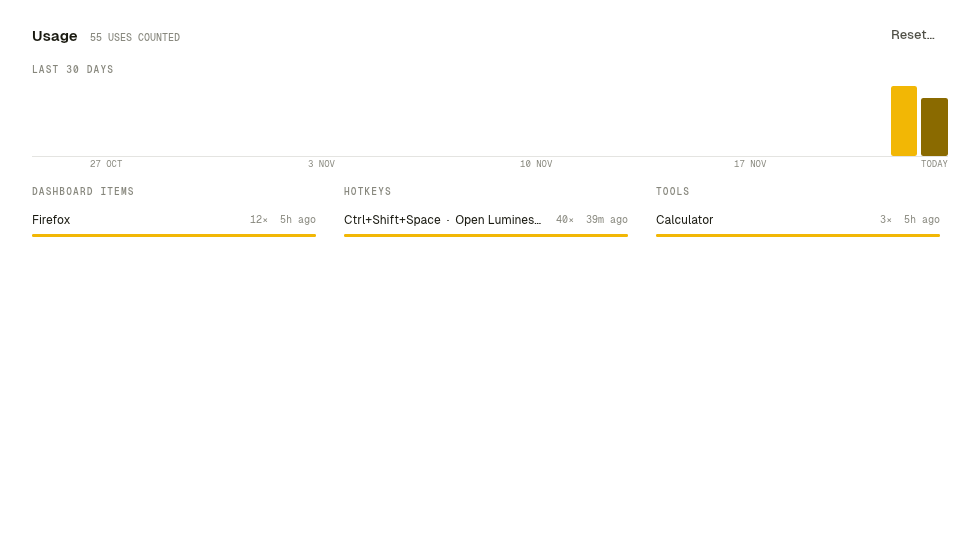 Usage 55 USES COUNTED Reset…
LAST 30 DAYS
27 OCT 3 NOV 10 NOV 17 NOV TODAY
DASHBOARD ITEMS HOTKEYS TOOLS
Firefox 12× 5h ago Ctrl+Shift+Space · Open Lumines… 40× 39m ago Calculator 3× 5h ago